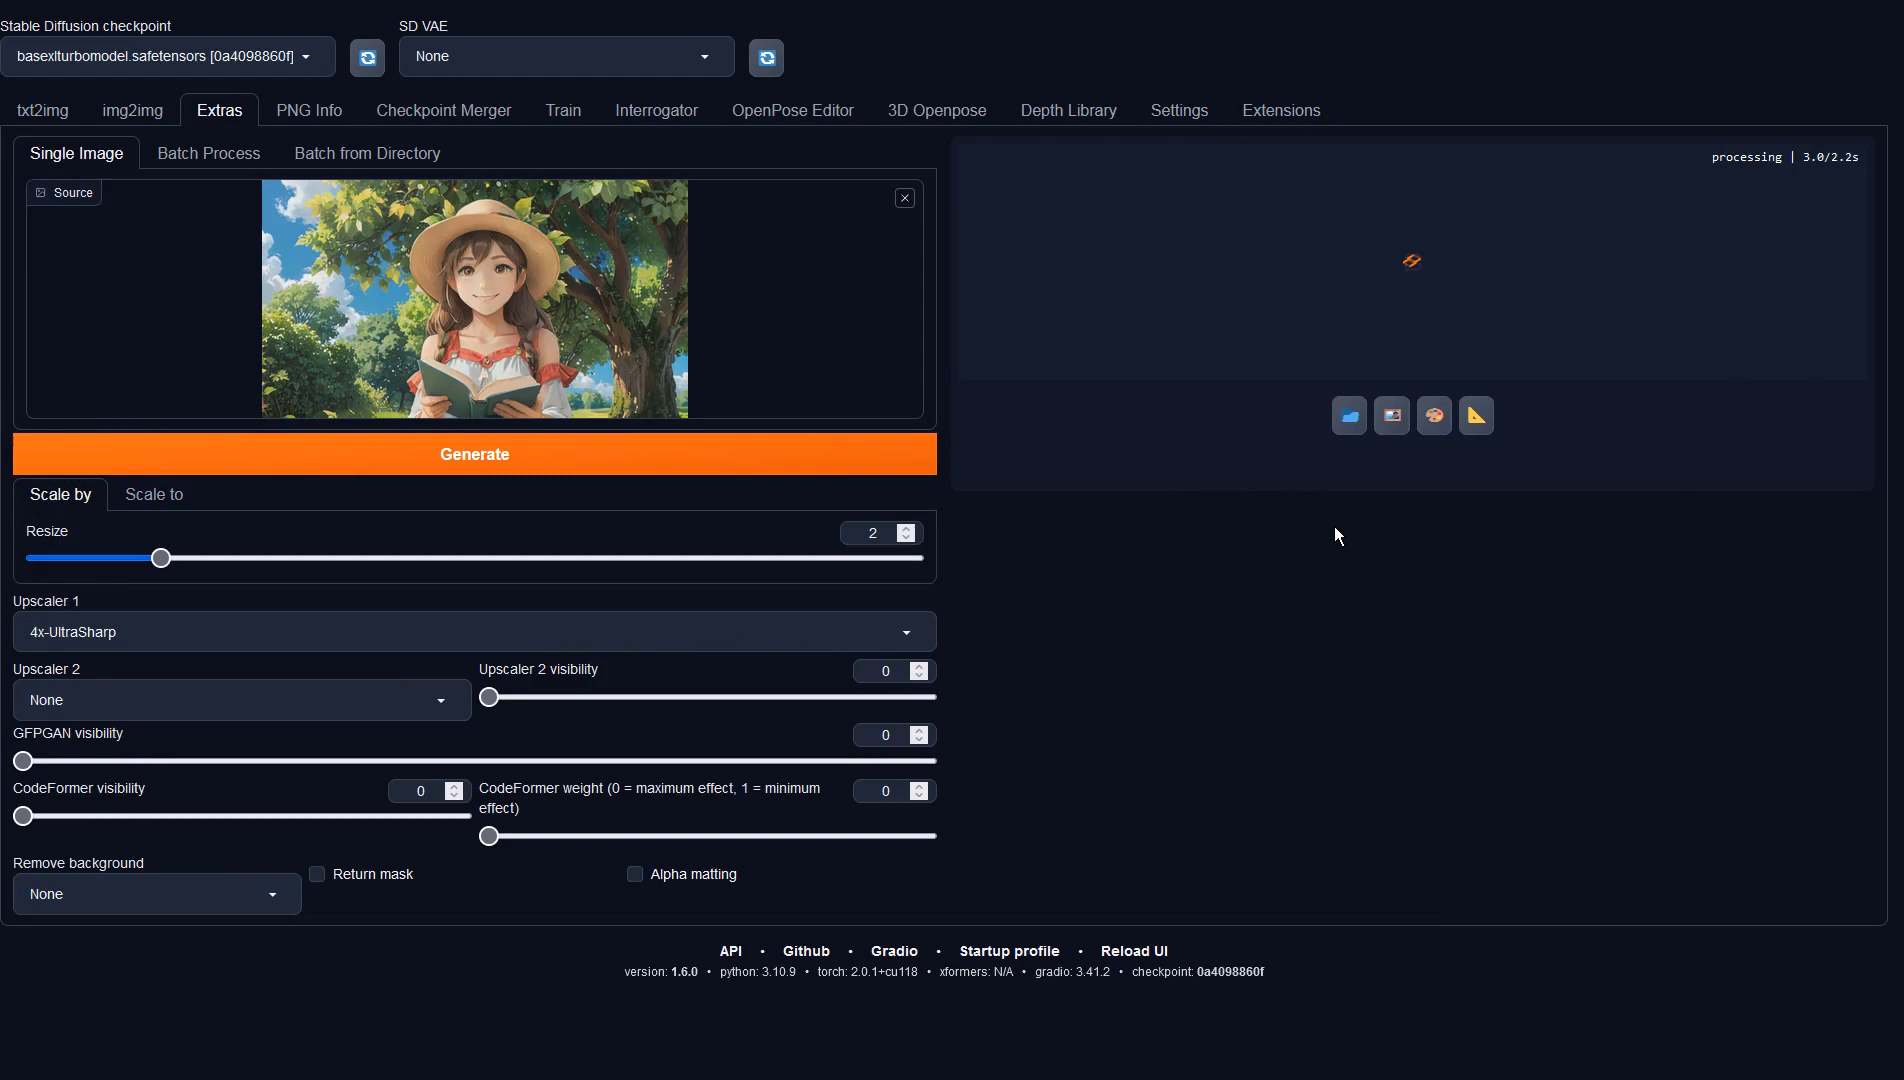 Stable Diffusion checkpoint
SD VAE
basexlturbomodel.safetensors [0a4098860f]
None
txt2img
img2img
Extras
PNG Info
Checkpoint Merger
Train
Interrogator
OpenPose Editor
3D Openpose
Depth Library
Settings
Extensions
Single Image
Batch Process
Batch from Directory
processing | 3.0/2.2s
Source
Generate
Scale by
Scale to
Resize
2
Upscaler 1
4x-UltraSharp
Upscaler 2
None
Upscaler 2 visibility
0
GFPGAN visibility
0
CodeFormer visibility
0
CodeFormer weight (0 = maximum effect, 1 = minimum
effect)
0
Remove background
None
Return mask
Alpha matting
API • Github • Gradio • Startup profile • Reload UI
version: 1.6.0 • python: 3.10.9 • torch: 2.0.1+cu118 • xformers: N/A • gradio: 3.41.2 • checkpoint: 0a4098860f